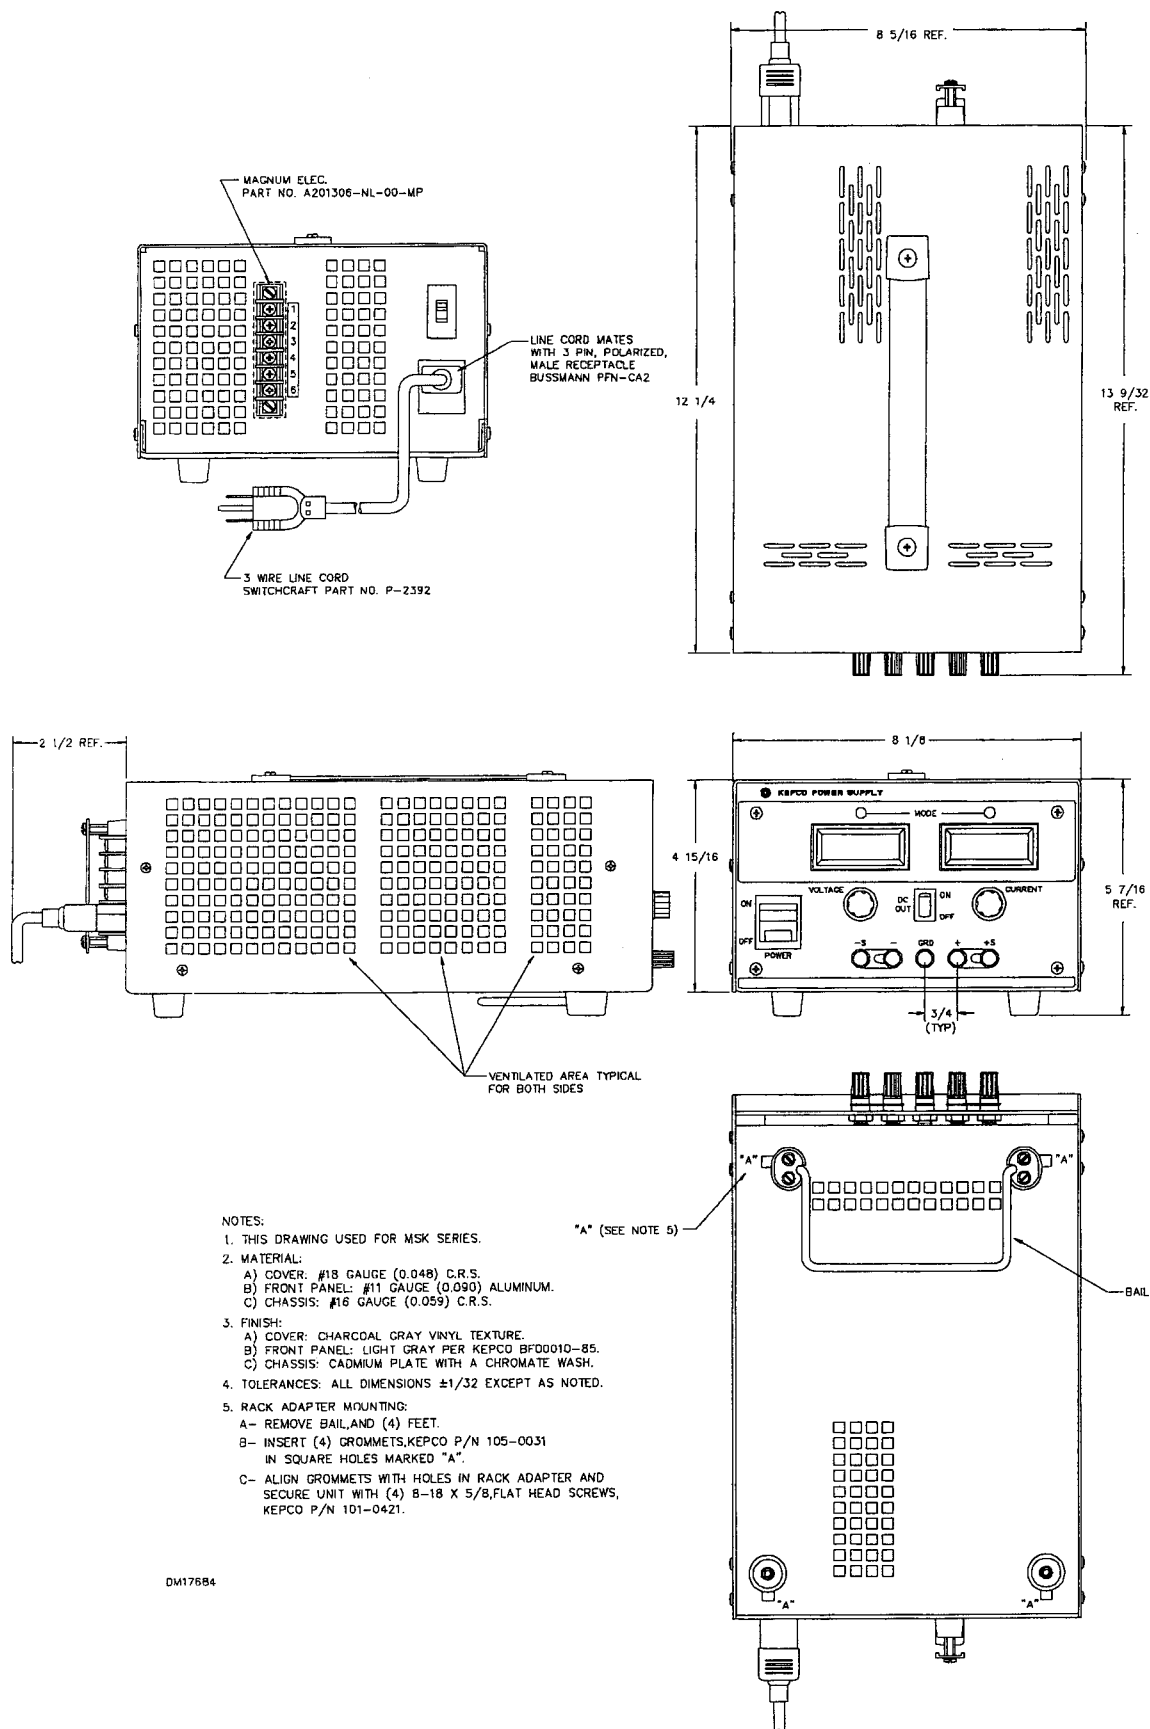 8 5/16 REF.
MAGNUM ELEC.
PART NO. A201306-NL-00-MP
1
2
3
4
5
6
LINE CORD MATES
WITH 3 PIN, POLARIZED,
MALE RECEPTACLE
BUSSMANN PFN-CA2
12 1/4
13 9/32
REF.
3 WIRE LINE CORD
SWITCHCRAFT PART NO. P-2392
2 1/2 REF.
8 1/8
KEPCO POWER SUPPLY
MODE
4 15/16
5 7/16
REF.
VOLTAGE
DC
OUT
ON
OFF
CURRENT
ON
OFF
POWER
-S
-
GRD
+
+S
3/4
(TYP)
VENTILATED AREA TYPICAL
FOR BOTH SIDES
"A"
"A"
"A" (SEE NOTE 5)
BAIL
NOTES:
1. THIS DRAWING USED FOR MSK SERIES.
2. MATERIAL:
A) COVER: #18 GAUGE (0.048) C.R.S.
B) FRONT PANEL: #11 GAUGE (0.090) ALUMINUM.
C) CHASSIS: #16 GAUGE (0.059) C.R.S.
3. FINISH:
A) COVER: CHARCOAL GRAY VINYL TEXTURE.
B) FRONT PANEL: LIGHT GRAY PER KEPCO BFD0010-85.
C) CHASSIS: CADMIUM PLATE WITH A CHROMATE WASH.
4. TOLERANCES: ALL DIMENSIONS ±1/32 EXCEPT AS NOTED.
5. RACK ADAPTER MOUNTING:
A- REMOVE BAIL,AND (4) FEET.
B- INSERT (4) GROMMETS,KEPCO P/N 105-0031
IN SQUARE HOLES MARKED "A".
C- ALIGN GROMMETS WITH HOLES IN RACK ADAPTER AND
SECURE UNIT WITH (4) 8-18 X 5/8,FLAT HEAD SCREWS,
KEPCO P/N 101-0421.
DM17684
"A"
"A"